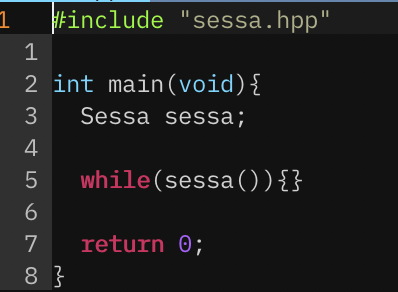 1 #include "sessa.hpp"
1
2 int main(void){
3   Sessa sessa;
4
5   while(sessa()){}
6
7   return 0;
8 }